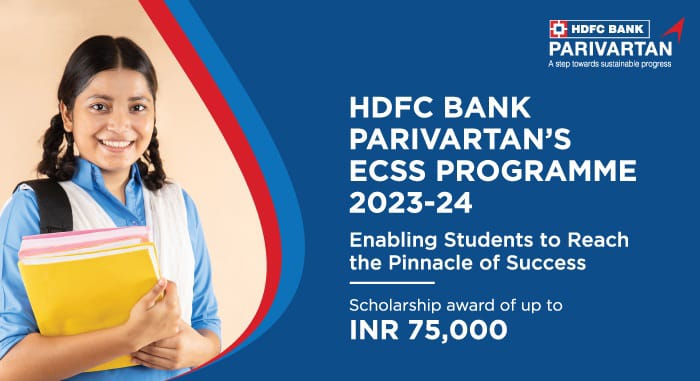 HDFC BANK
PARIVARTAN
A step towards sustainable progress
HDFC BANK
PARIVARTAN'S
ECSS PROGRAMME
2023-24
Enabling Students to Reach
the Pinnacle of Success
Scholarship award of up to
INR 75,000